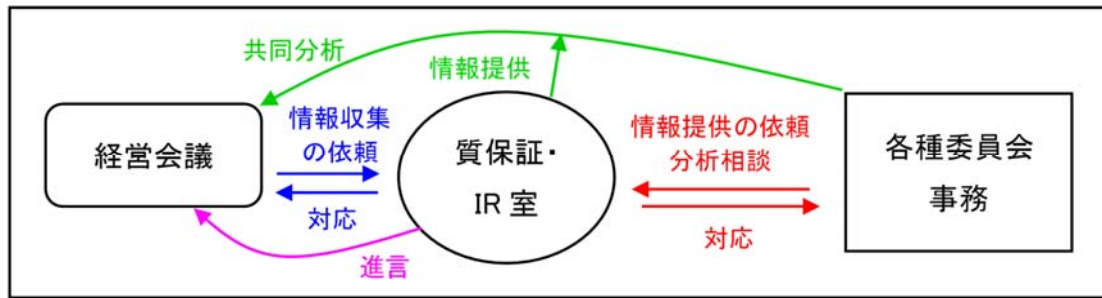 共同分析
情報提供
経営会議
情報収集
の依頼
対応
進言
質保証・
IR 室
情報提供の依頼
分析相談
対応
各種委員会
事務